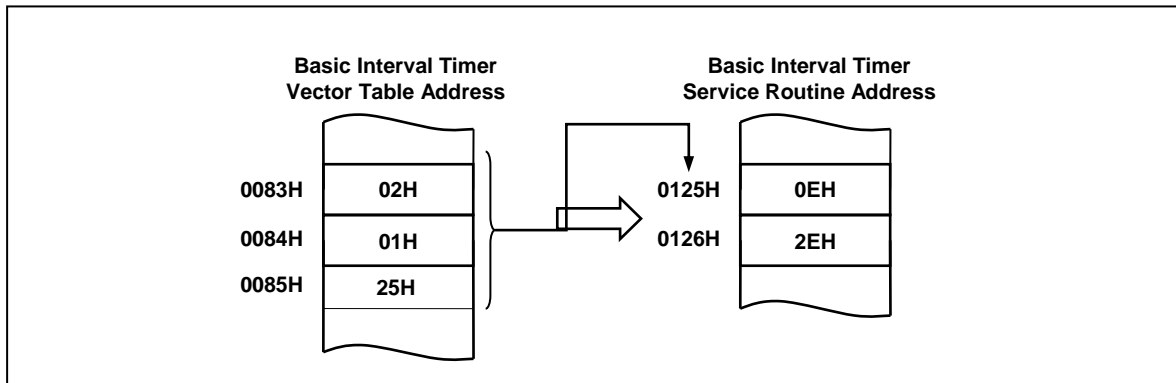 Basic Interval Timer
Vector Table Address
0083H 02H
0084H 01H
0085H 25H
Basic Interval Timer
Service Routine Address
0125H 0EH
0126H 2EH